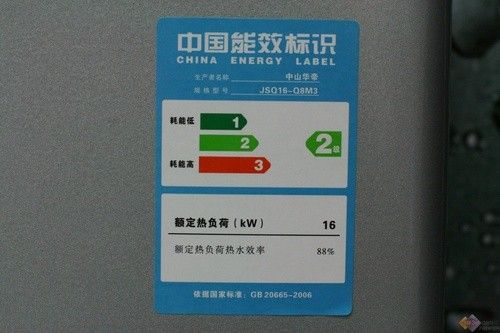 中国能效标识
CHINA ENERGY LABEL
生产者名称 中山华帝
规格型号 JSQ16-Q8M3
耗能低 1
2 2级
耗能高 3
额定热负荷(kW) 16
额定热负荷热水效率 88%
依据国家标准: GB 20665-2006